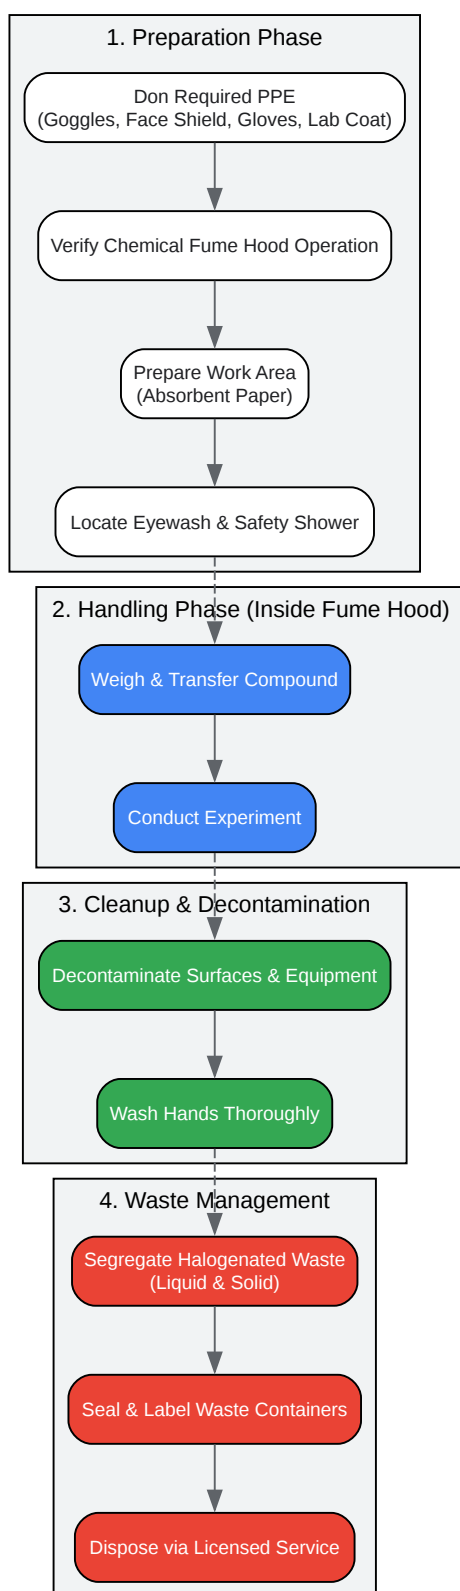 1. Preparation Phase
Don Required PPE
(Goggles, Face Shield, Gloves, Lab Coat)
Verify Chemical Fume Hood Operation
Prepare Work Area
(Absorbent Paper)
Locate Eyewash & Safety Shower
2. Handling Phase (Inside Fume Hood)
Weigh & Transfer Compound
Conduct Experiment
3. Cleanup & Decontamination
Decontaminate Surfaces & Equipment
Wash Hands Thoroughly
4. Waste Management
Segregate Halogenated Waste
(Liquid & Solid)
Seal & Label Waste Containers
Dispose via Licensed Service